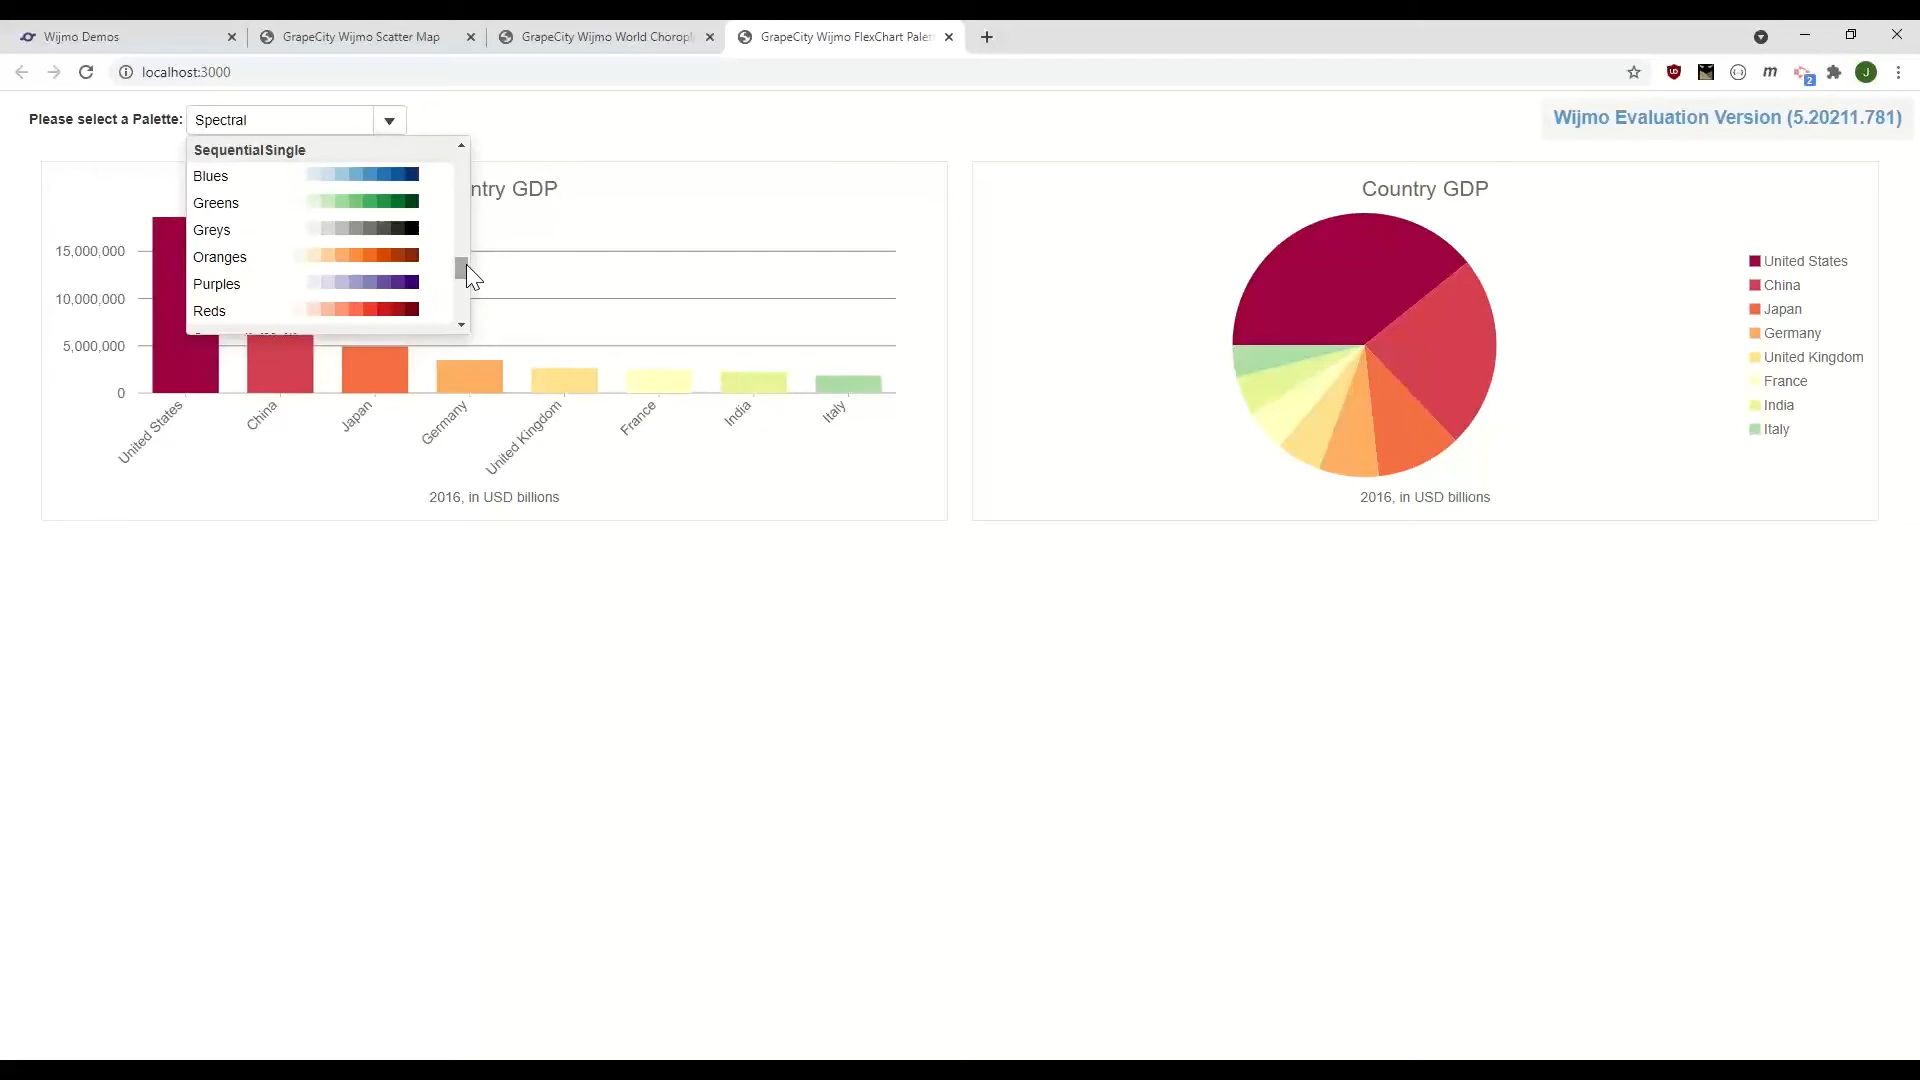 Wijmo Demos
GrapeCity Wijmo Scatter Map
GrapeCity Wijmo World Chorop
GrapeCity Wijmo FlexChart Palet
localhost:3000
m
2
J
Please select a Palette:
Spectral
Wijmo Evaluation Version (5.20211.781)
SequentialSingle
Blues
Greens
Greys
Oranges
Purples
Reds
ntry GDP
15,000,000
10,000,000
5,000,000
0
United States
China
Japan
Germany
United Kingdom
France
India
Italy
2016, in USD billions
Country GDP
United States
China
Japan
Germany
United Kingdom
France
India
Italy
2016, in USD billions